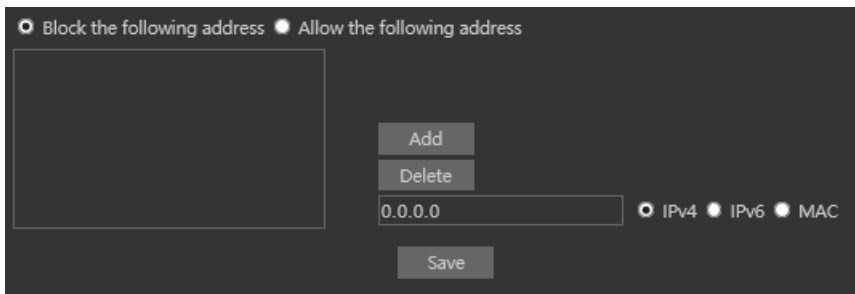 Block the following address Allow the following address
Add
Delete
0.0.0.0 IPv4 IPv6 MAC
Save